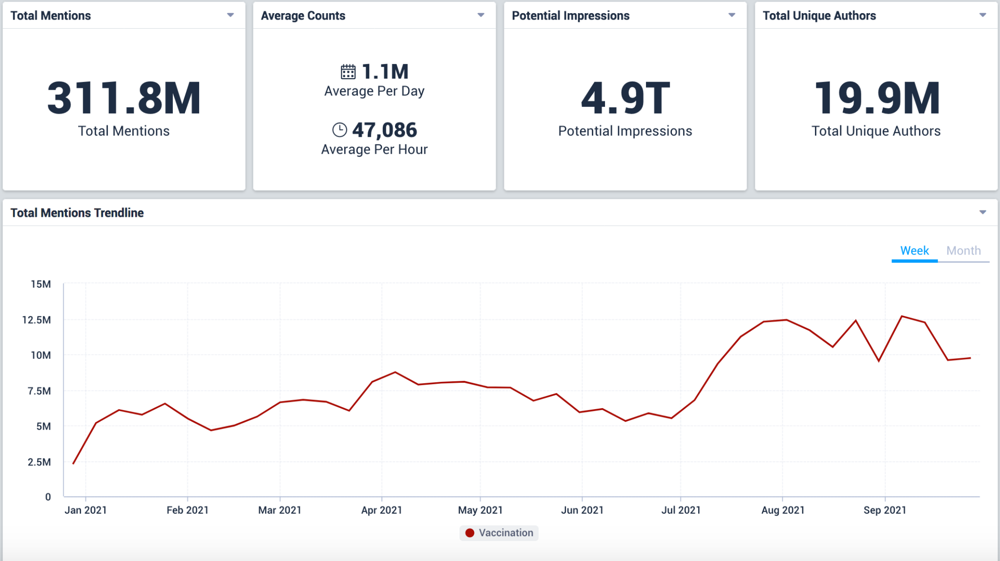 Total Mentions
311.8M
Total Mentions
Average Counts
1.1M
Average Per Day
47,086
Average Per Hour
Potential Impressions
4.9T
Potential Impressions
Total Unique Authors
19.9M
Total Unique Authors
Total Mentions Trendline
Week Month
15M
12.5M
10M
7.5M
5M
2.5M
0
Jan 2021 Feb 2021 Mar 2021 Apr 2021 May 2021 Jun 2021 Jul 2021 Aug 2021 Sep 2021
Vaccination